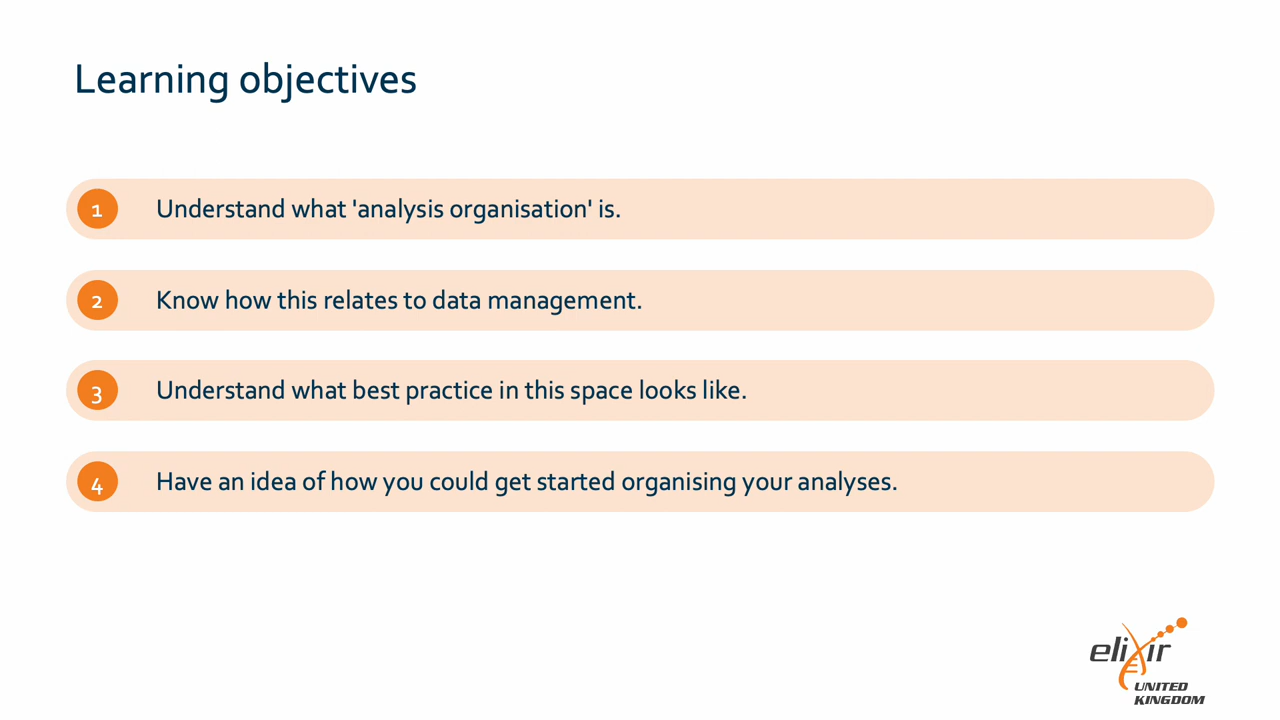 Learning objectives
1 Understand what 'analysis organisation' is.
2 Know how this relates to data management.
3 Understand what best practice in this space looks like.
4 Have an idea of how you could get started organising your analyses.
elixir
UNITED
KINGDOM